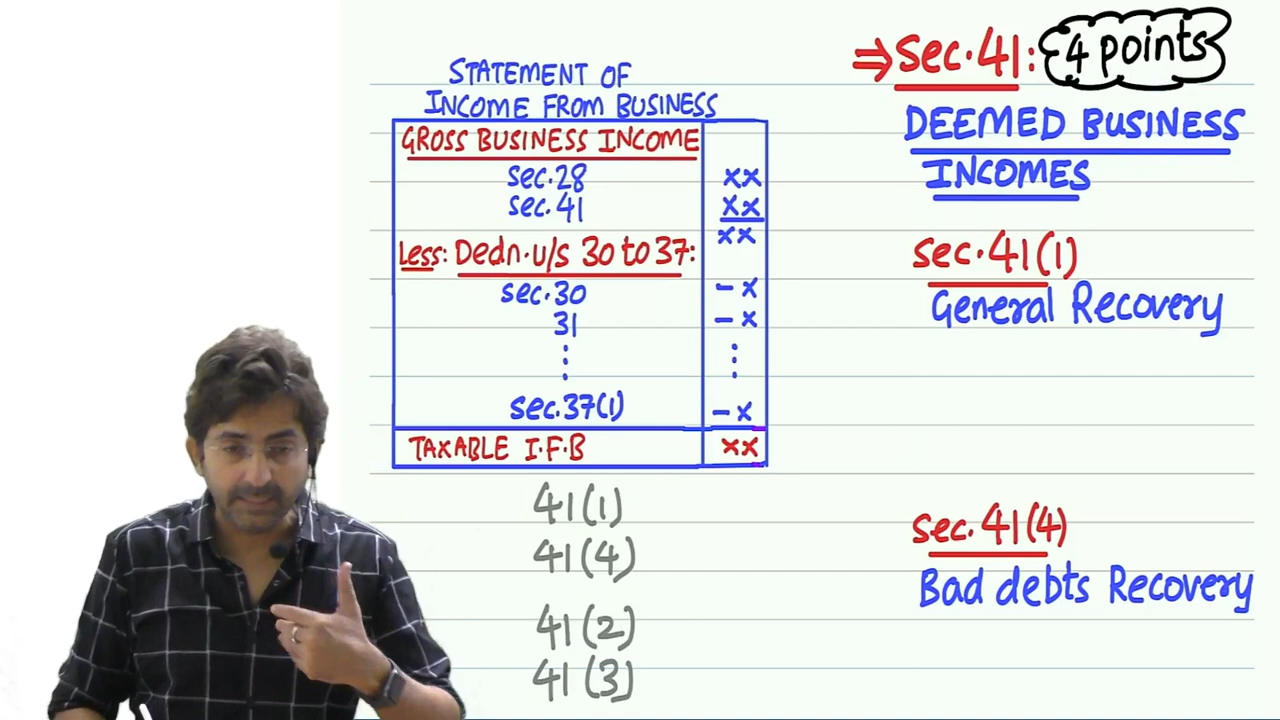 STATEMENT OF
INCOME FROM BUSINESS
GROSS BUSINESS INCOME
sec.28 xx
sec.41 xx
xx
Less: Dedn.u/s 30 to 37:
sec.30 - x
31 - x
⋮ ⋮
sec.37(1) - x
TAXABLE I.F.B xx
41(1)
41(4)
41(2)
41(3)
⇒ Sec.41: 4 points
DEEMED BUSINESS
INCOMES
sec.41(1)
General Recovery
sec.41(4)
Bad debts Recovery